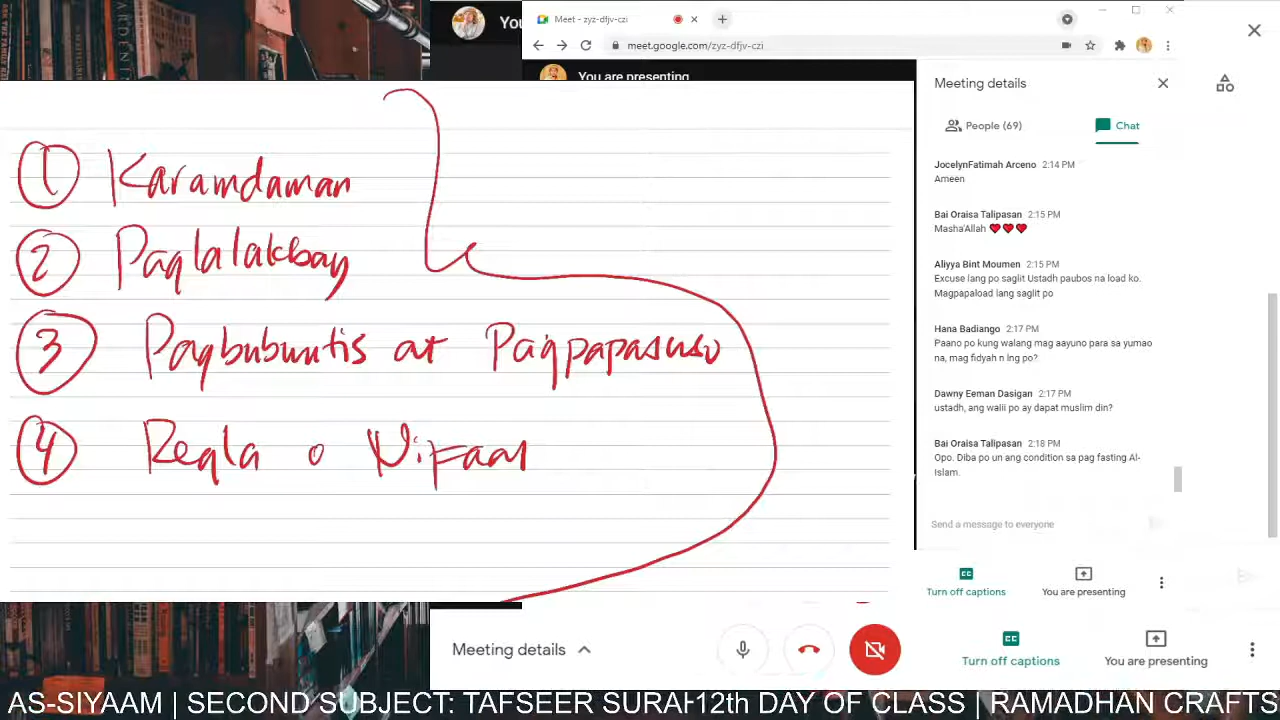 ARDENT
You
Meet - zyz-dfjv-czi
meet.google.com/zyz-dfjv-czi
You are presenting
Meeting details
People (69)
Chat
JocelynFatimah Arceno 2:14 PM
Ameen
Bai Oraisa Talipasan 2:15 PM
Masha'Allah ❤❤❤
Aliyya Bint Moumen 2:15 PM
Excuse lang po saglit Ustadh paubos na load ko.
Magpapaload lang saglit po
Hana Badiango 2:17 PM
Paano po kung walang mag aayuno para sa yumao
na, mag fidyah n lng po?
Dawny Eeman Dasigan 2:17 PM
ustadh, ang walii po ay dapat muslim din?
Bai Oraisa Talipasan 2:18 PM
Opo. Diba po un ang condition sa pag fasting Al-
Islam.
Send a message to everyone
Turn off captions
You are presenting
1 Karamdaman
2 Paglalakbay
3 Pagbubuntis at Pagpapasuso
4 Regla o Nifaas
Meeting details
Turn off captions
You are presenting
AS-SIYAAM | SECOND SUBJECT: TAFSEER SURAH-12th DAY OF CLASS | RAMADHAN CRAFTS